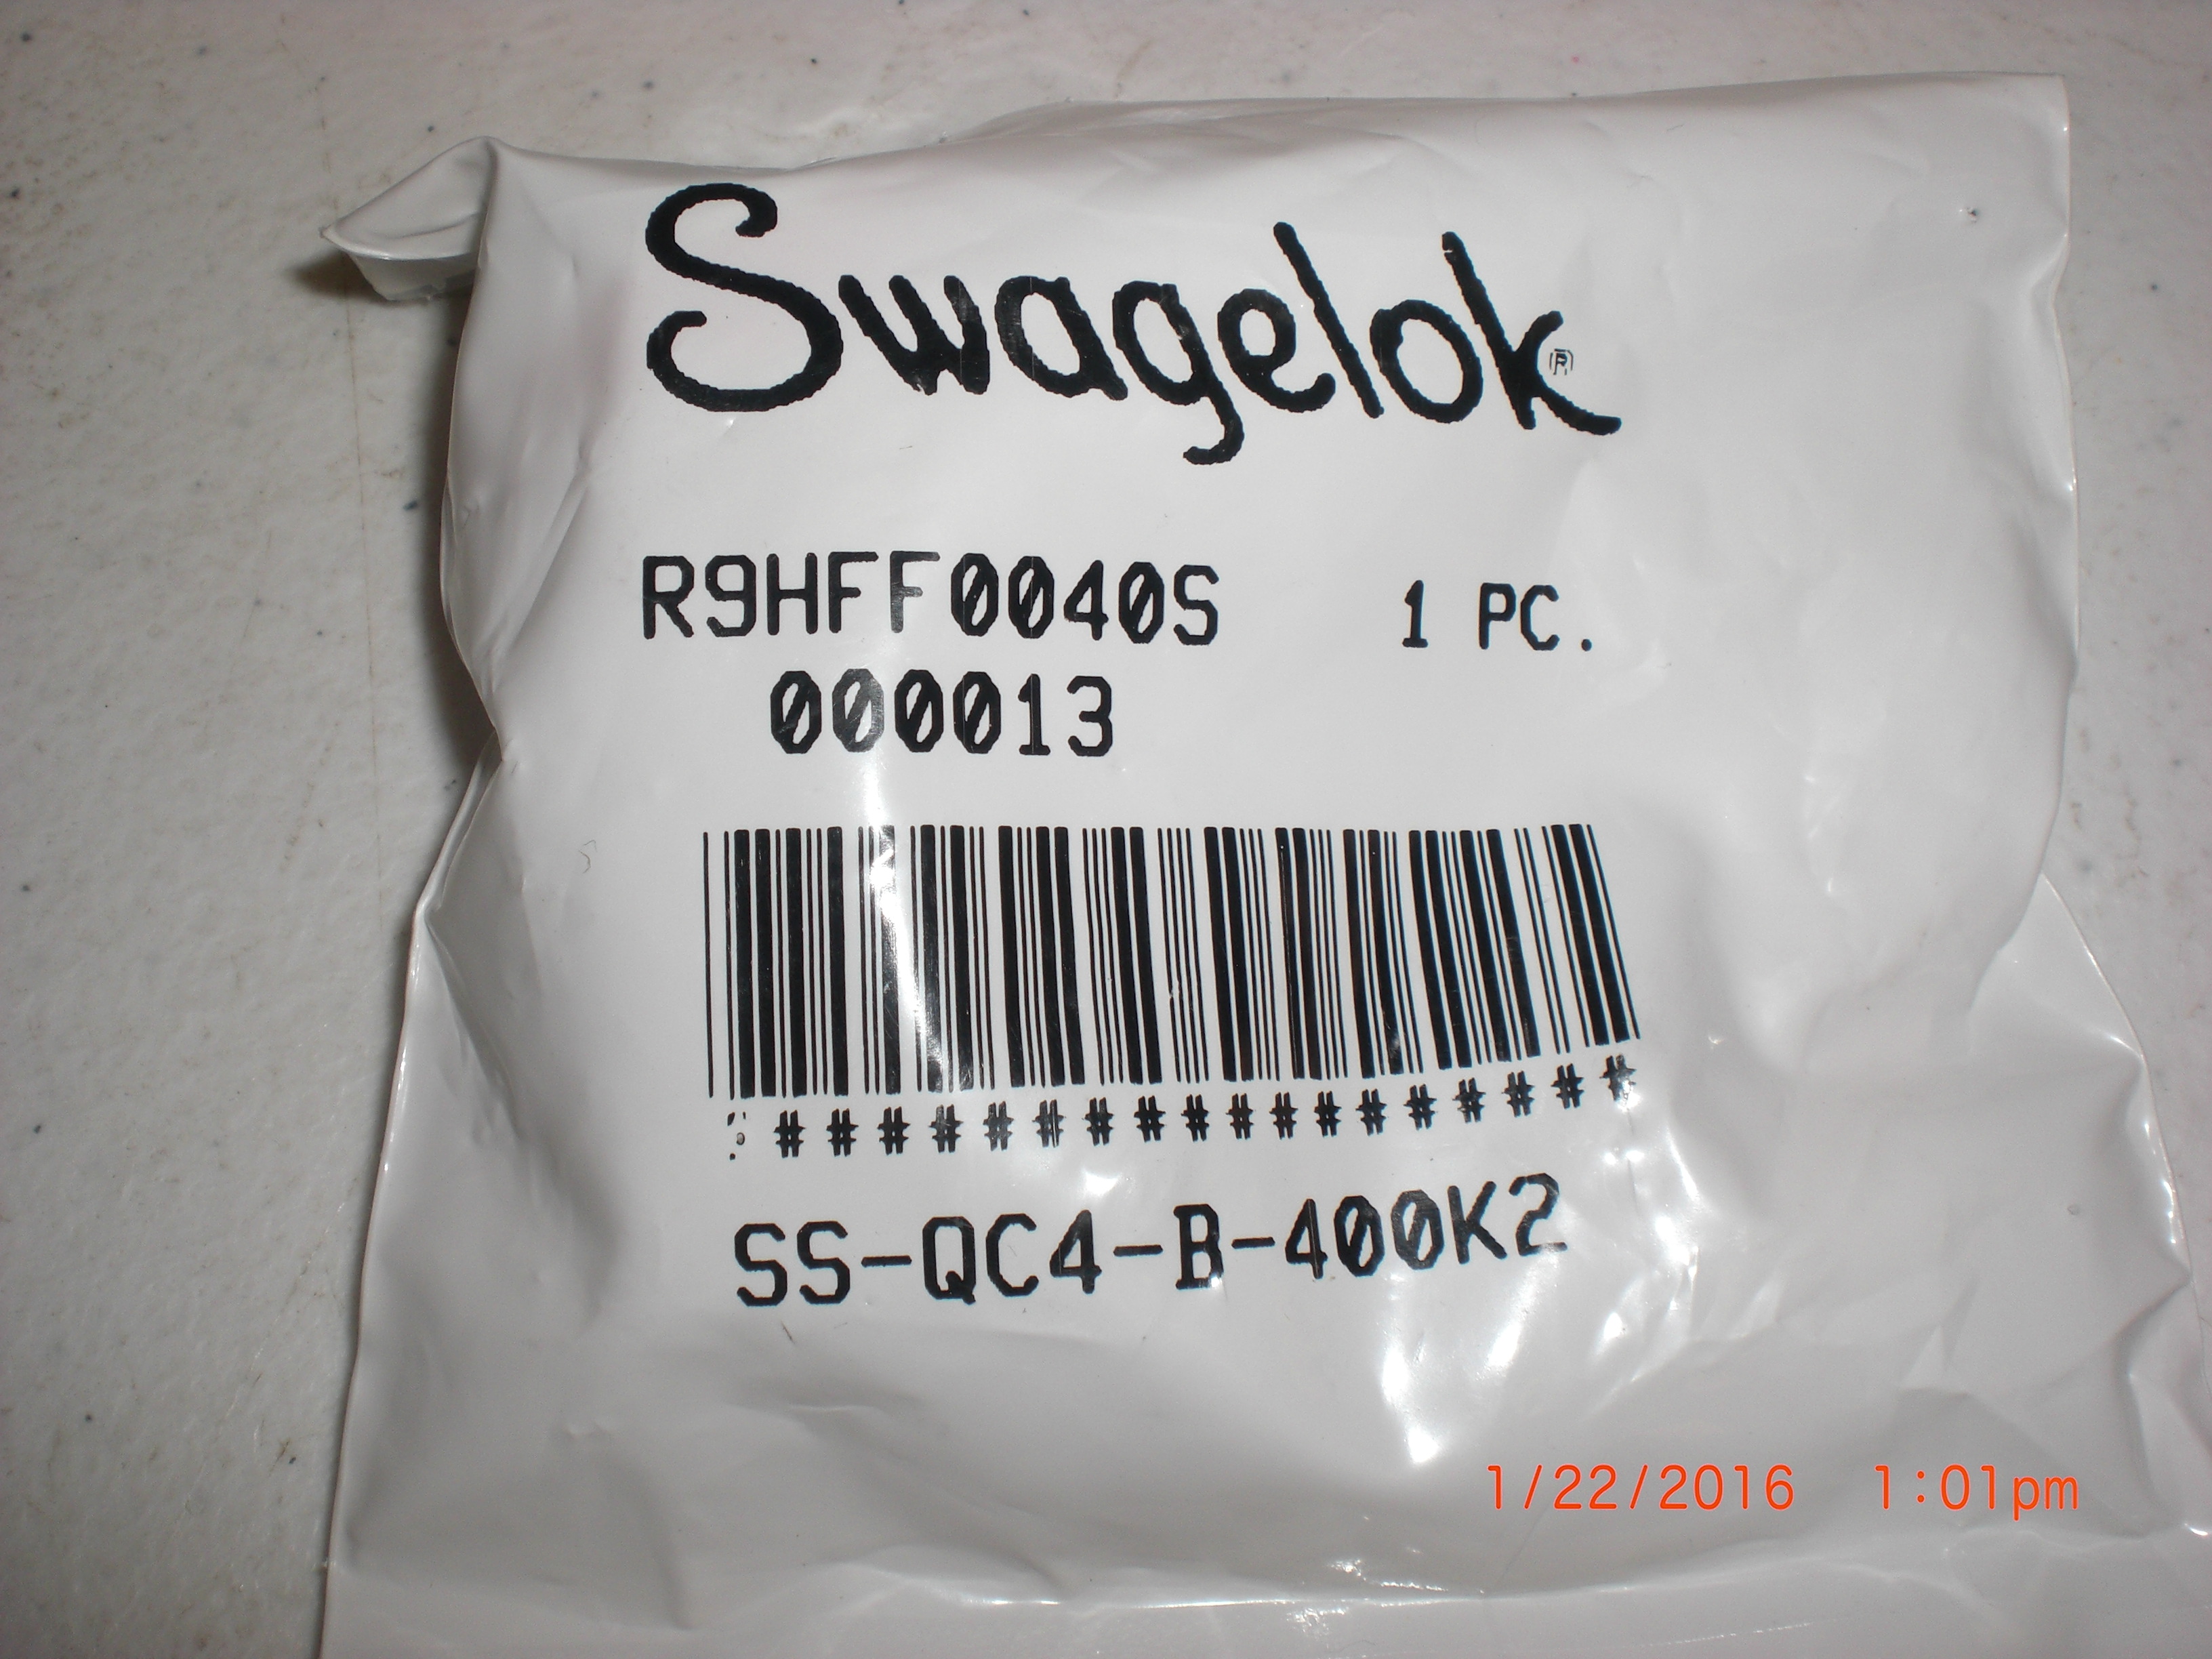 Swagelok®
R9HFF0040S 1 PC.
000013
# # # # # # # # # # # # # # # # #
SS-QC4-B-400K2
1/22/2016 1:01pm